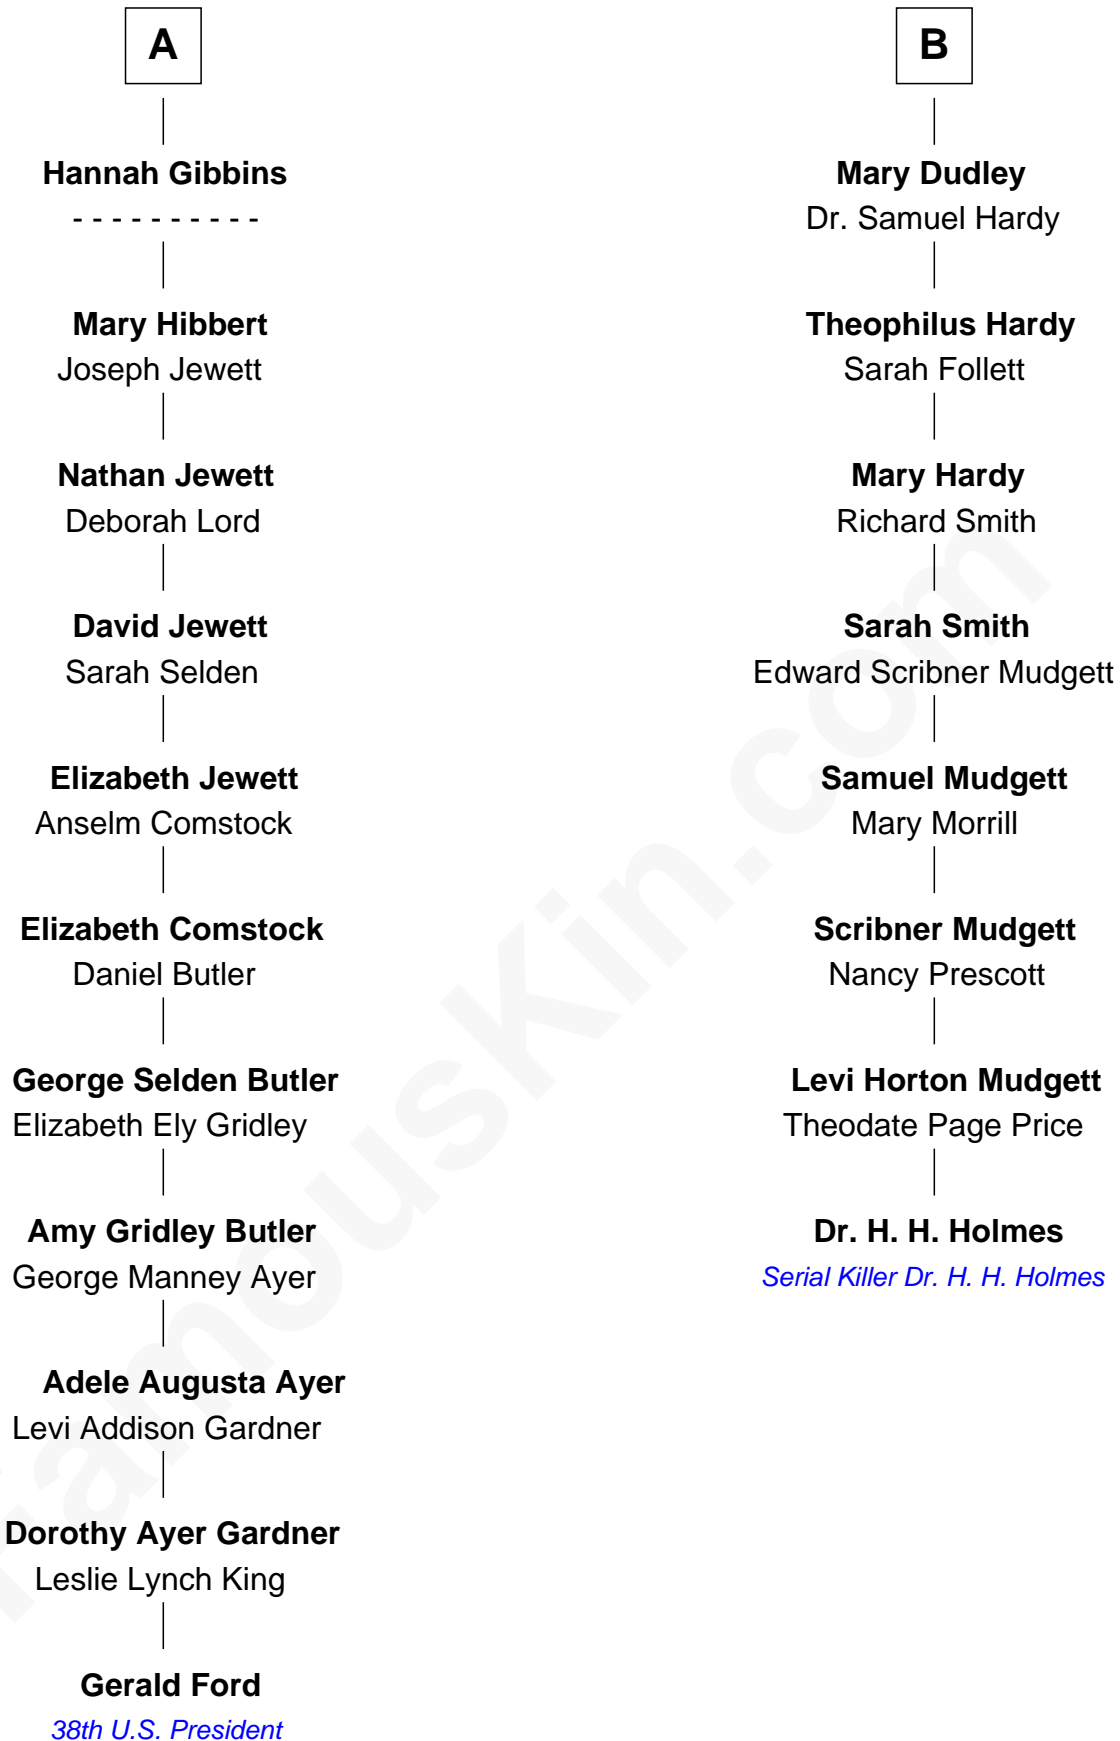 A
Hannah Gibbins
- - - - - - - - - -
Mary Hibbert
Joseph Jewett
Nathan Jewett
Deborah Lord
David Jewett
Sarah Selden
Elizabeth Jewett
Anselm Comstock
Elizabeth Comstock
Daniel Butler
George Selden Butler
Elizabeth Ely Gridley
Amy Gridley Butler
George Manney Ayer
Adele Augusta Ayer
Levi Addison Gardner
Dorothy Ayer Gardner
Leslie Lynch King
Gerald Ford
38th U.S. President
B
Mary Dudley
Dr. Samuel Hardy
Theophilus Hardy
Sarah Follett
Mary Hardy
Richard Smith
Sarah Smith
Edward Scribner Mudgett
Samuel Mudgett
Mary Morrill
Scribner Mudgett
Nancy Prescott
Levi Horton Mudgett
Theodate Page Price
Dr. H. H. Holmes
Serial Killer Dr. H. H. Holmes
FamousKin.com